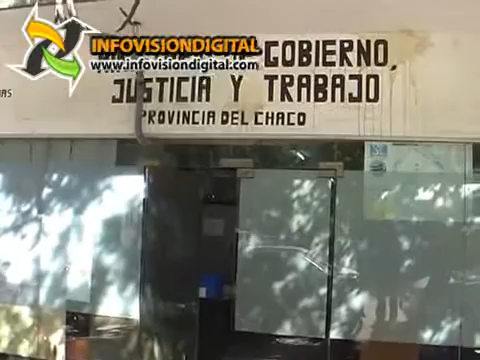 INFOVISIONDIGITAL
www.infovisiondigital.com
GOBIERNO,
JUSTICIA Y TRABAJO
PROVINCIA DEL CHACO